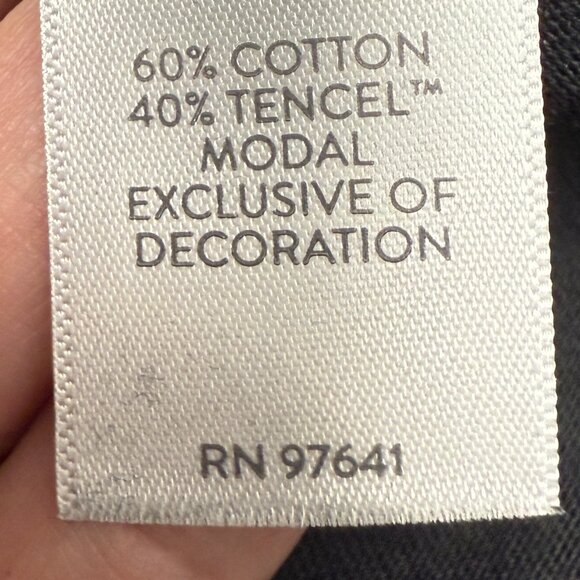 60% COTTON
40% TENCEL™
MODAL
EXCLUSIVE OF
DECORATION
RN 97641